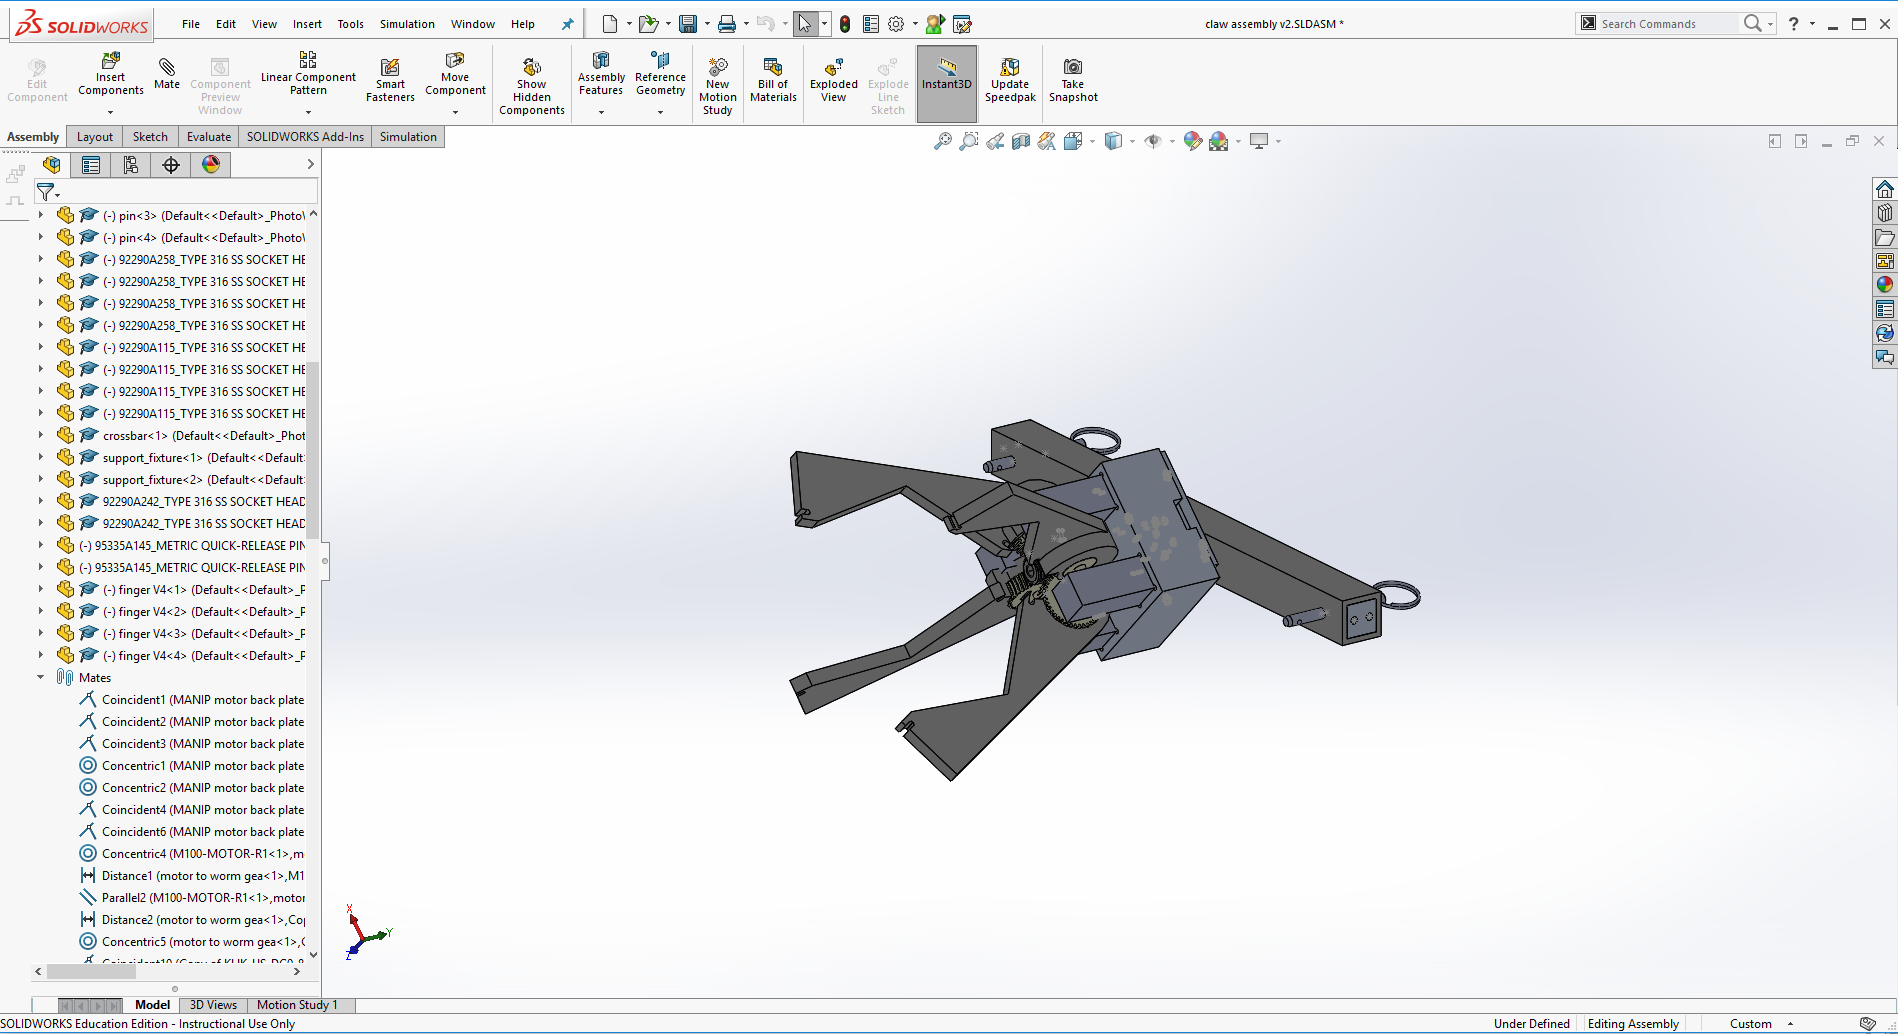 SOLIDWORKS
File Edit View Insert Tools Simulation Window Help
claw assembly v2.SLDASM *
Search Commands
Edit Component
Insert Components
Mate
Component Preview Window
Linear Component Pattern
Smart Fasteners
Move Component
Show Hidden Components
Assembly Features
Reference Geometry
New Motion Study
Bill of Materials
Exploded View
Explode Line Sketch
Instant3D
Update Speedpak
Take Snapshot
Assembly Layout Sketch Evaluate SOLIDWORKS Add-Ins Simulation
(-) pin<3> (Default<<Default>_Photo
(-) pin<4> (Default<<Default>_Photo
(-) 92290A258_TYPE 316 SS SOCKET HE
(-) 92290A258_TYPE 316 SS SOCKET HE
(-) 92290A258_TYPE 316 SS SOCKET HE
(-) 92290A258_TYPE 316 SS SOCKET HE
(-) 92290A115_TYPE 316 SS SOCKET HE
(-) 92290A115_TYPE 316 SS SOCKET HE
(-) 92290A115_TYPE 316 SS SOCKET HE
(-) 92290A115_TYPE 316 SS SOCKET HE
crossbar<1> (Default<<Default>_Phot
support_fixture<1> (Default<<Default
support_fixture<2> (Default<<Default
92290A242_TYPE 316 SS SOCKET HEAD
92290A242_TYPE 316 SS SOCKET HEAD
(-) 95335A145_METRIC QUICK-RELEASE PIN
(-) 95335A145_METRIC QUICK-RELEASE PIN
(-) finger V4<1> (Default<<Default>_P
(-) finger V4<2> (Default<<Default>_P
(-) finger V4<3> (Default<<Default>_P
(-) finger V4<4> (Default<<Default>_P
Mates
Coincident1 (MANIP motor back plate
Coincident2 (MANIP motor back plate
Coincident3 (MANIP motor back plate
Concentric1 (MANIP motor back plate
Concentric2 (MANIP motor back plate
Coincident4 (MANIP motor back plate
Coincident6 (MANIP motor back plate
Concentric4 (M100-MOTOR-R1<1>,m
Distance1 (motor to worm gea<1>,M1
Parallel2 (M100-MOTOR-R1<1>,motor
Distance2 (motor to worm gea<1>,Cop
Concentric5 (motor to worm gea<1>,C
X
Y
Z
Model 3D Views Motion Study 1
SOLIDWORKS Education Edition - Instructional Use Only
Under Defined Editing Assembly Custom